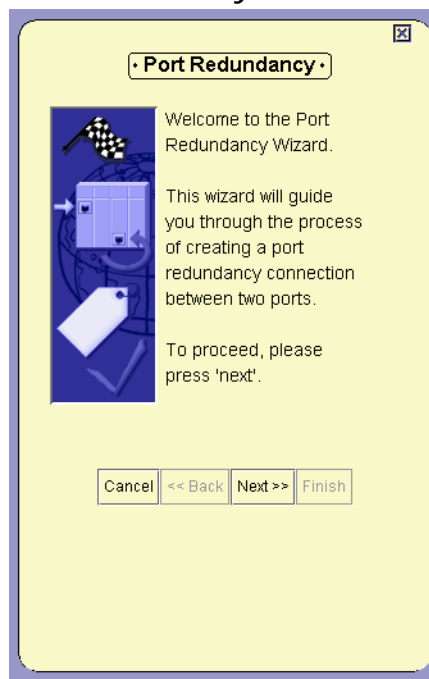 • Port Redundancy •
Welcome to the Port
Redundancy Wizard.
This wizard will guide
you through the process
of creating a port
redundancy connection
between two ports.
To proceed, please
press 'next'.
Cancel << Back Next >> Finish